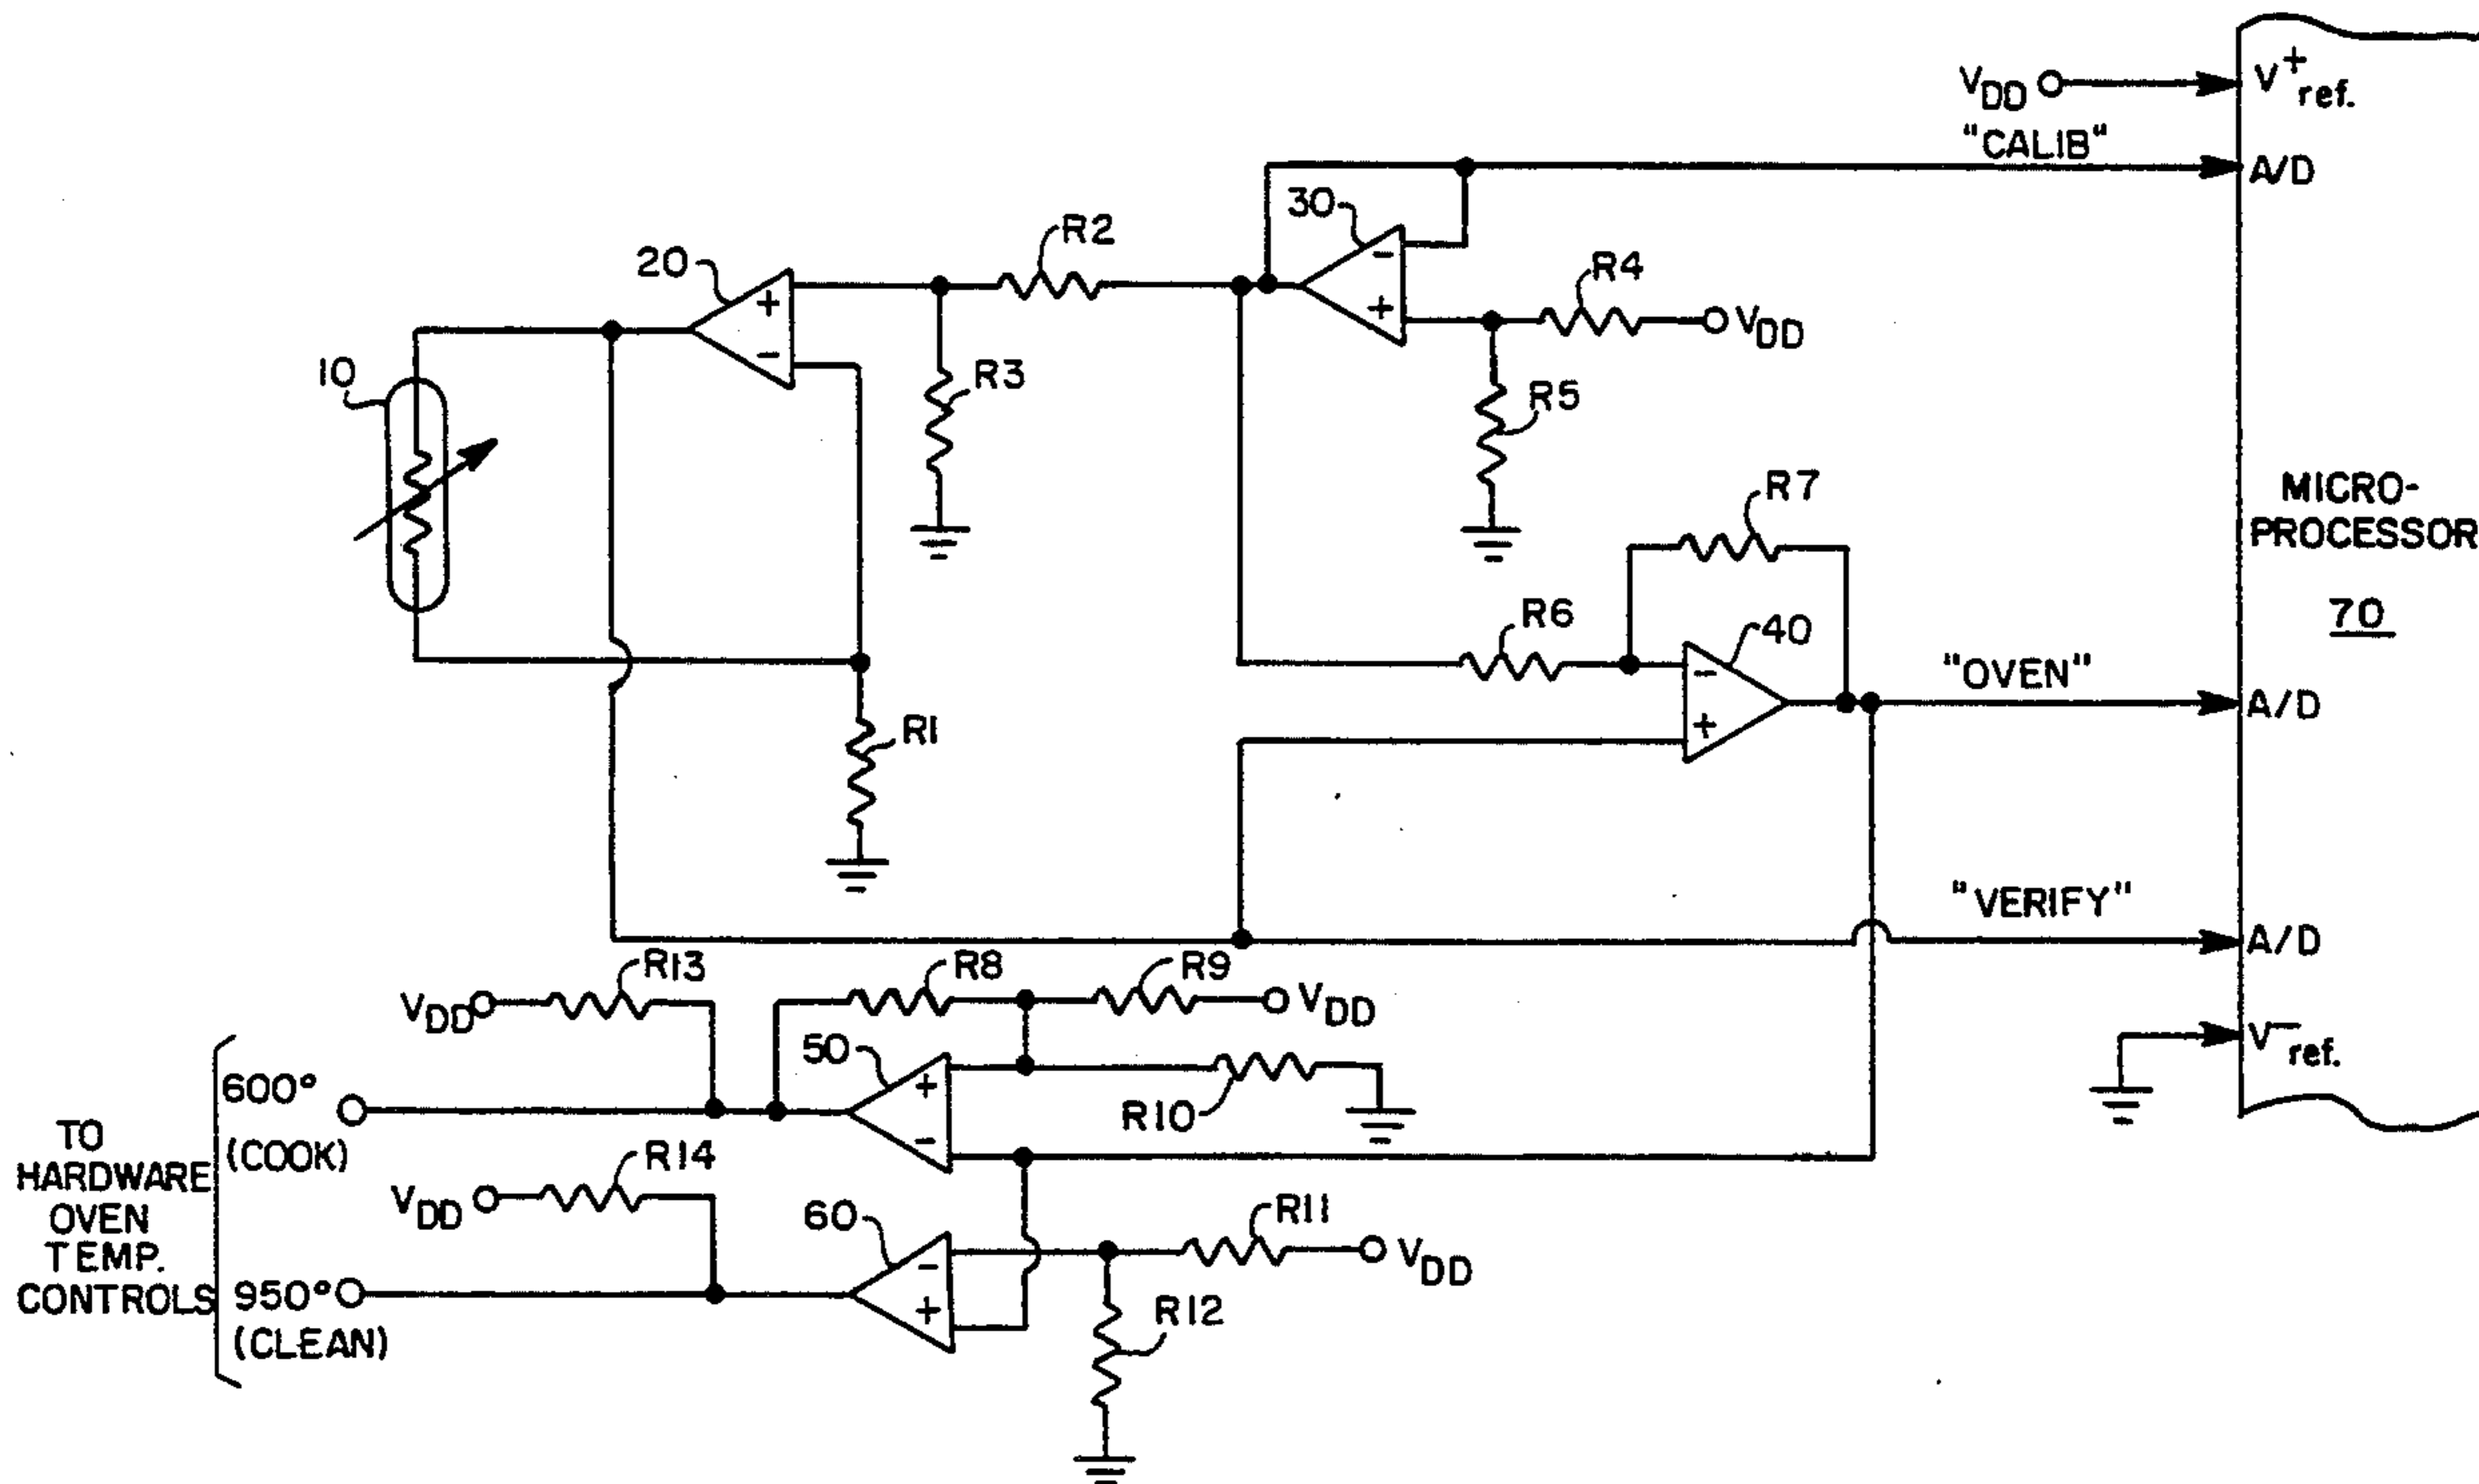 VDD
V+ref.
"CALIB"
A/D
30
R2
20
R4
VDD
10
R3
R5
R7
MICRO-
PROCESSOR
70
R6
40
"OVEN"
A/D
R1
"VERIFY"
A/D
R13
R8
R9
VDD
VDD
50
V-ref.
600°
(COOK)
R10
R14
VDD
60
R11
VDD
R12
950°
(CLEAN)
TO
HARDWARE
OVEN
TEMP.
CONTROLS
+
-
-
+
-
+
+
-
-
+